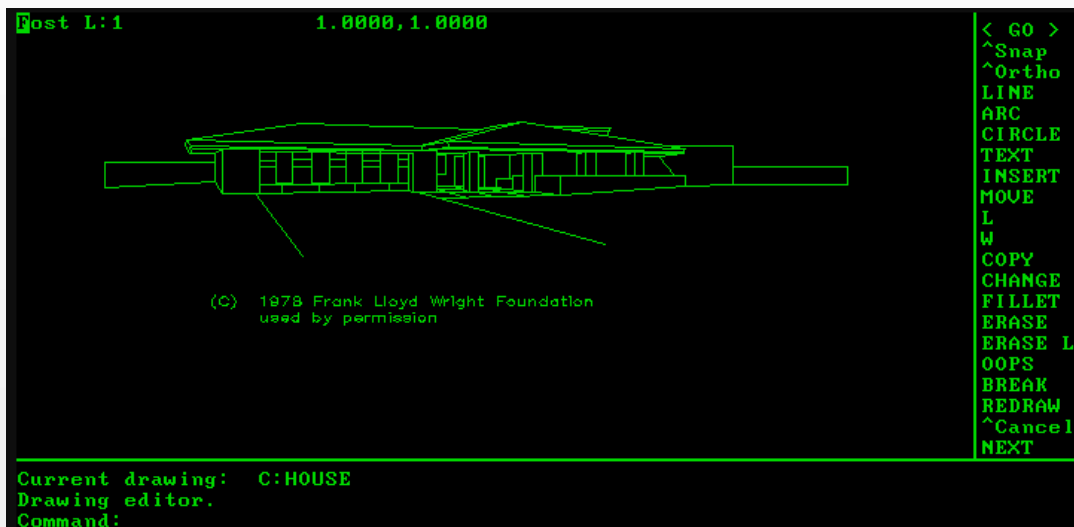 Fost L:1 1.0000,1.0000
< GO >
^Snap
^Ortho
LINE
ARC
CIRCLE
TEXT
INSERT
MOVE
L
W
COPY
CHANGE
FILLET
ERASE
ERASE L
OOPS
BREAK
REDRAW
^Cancel
NEXT
(C) 1978 Frank Lloyd Wright Foundation
used by permission
Current drawing: C:HOUSE
Drawing editor.
Command: